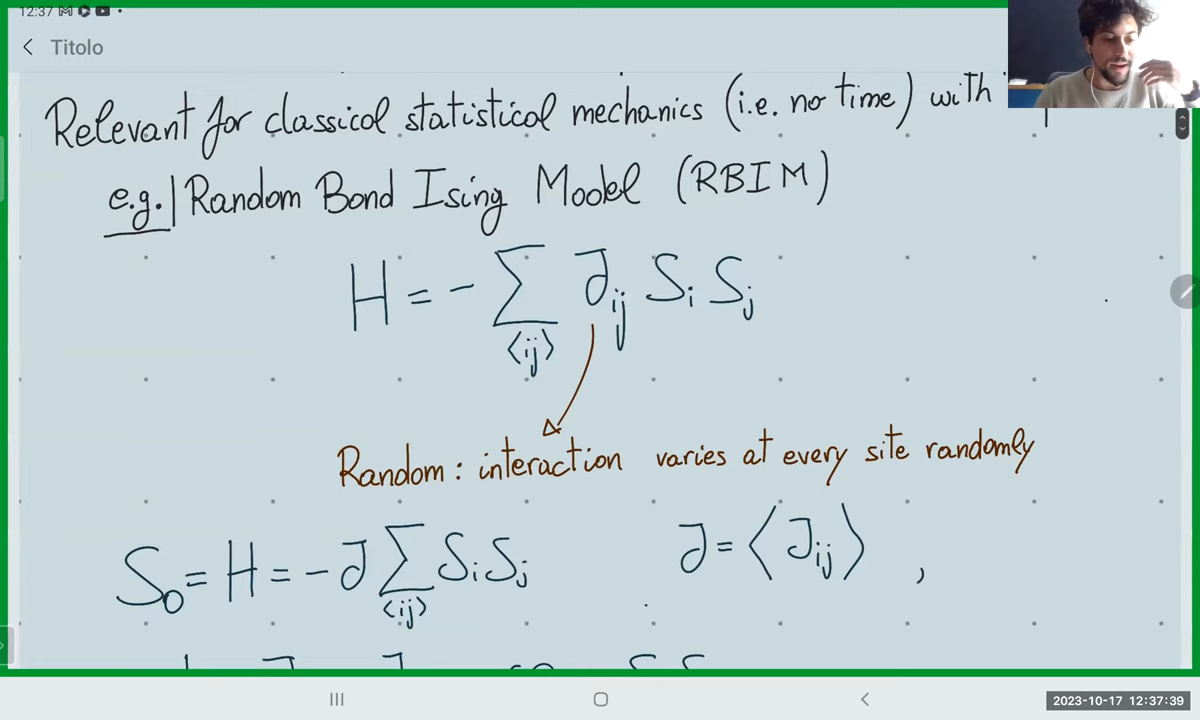 12:37
Titolo
Relevant for classical statistical mechanics (i.e. no time) with
e.g. Random Bond Ising Model (RBIM)
H = - ∑ J_ij S_i S_j
<ij>
Random: interaction varies at every site randomly
S_0 = H = - J ∑ S_i S_j J = ⟨J_ij⟩ ,
<ij>
2023-10-17 12:37:39